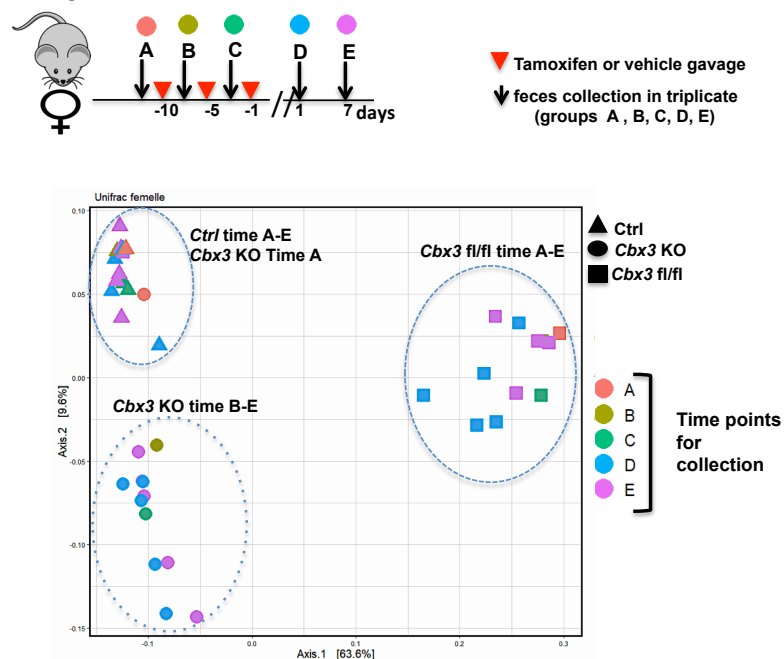 A B C D E
-10 -5 -1 // 1 7 days
Tamoxifen or vehicle gavage
feces collection in triplicate
(groups A , B, C, D, E)
Unifrac femelle
Ctrl time A-E
Cbx3 KO Time A
Cbx3 fl/fl time A-E
Cbx3 KO time B-E
Ctrl
Cbx3 KO
Cbx3 fl/fl
A
B
C
D
E
Time points
for
collection
Axis.2 [9.6%]
0.10
0.05
0.00
-0.05
-0.10
-0.15
-0.1 0.0 0.1 0.2 0.3
Axis.1 [63.6%]